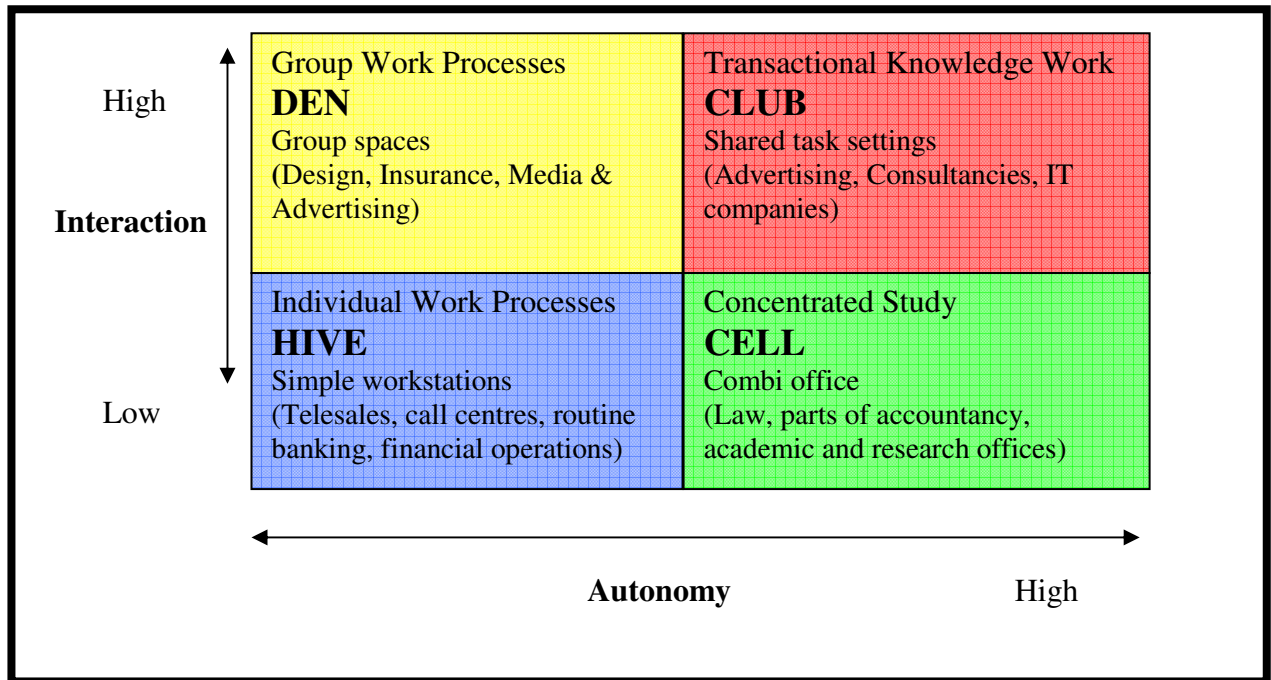 High
Interaction
Low
Group Work Processes
DEN
Group spaces
(Design, Insurance, Media &
Advertising)
Transactional Knowledge Work
CLUB
Shared task settings
(Advertising, Consultancies, IT
companies)
Individual Work Processes
HIVE
Simple workstations
(Telesales, call centres, routine
banking, financial operations)
Concentrated Study
CELL
Combi office
(Law, parts of accountancy,
academic and research offices)
Autonomy
High